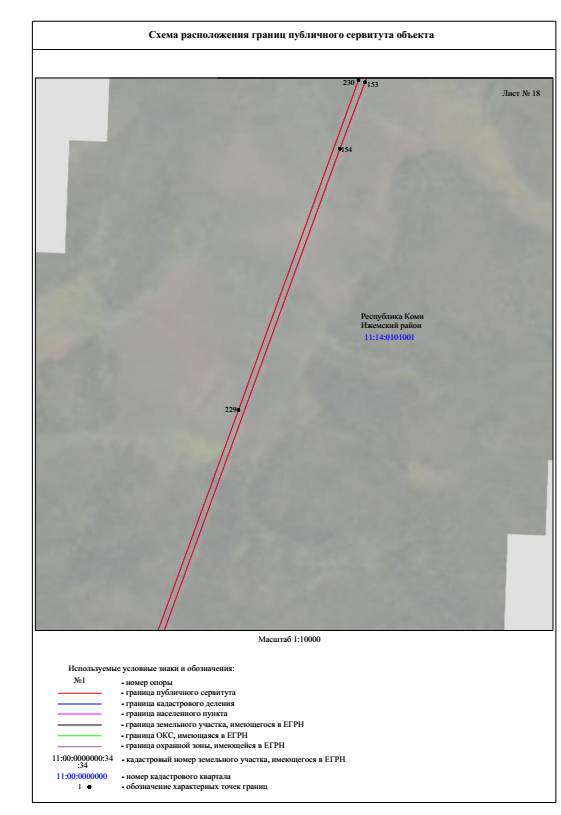 Схема расположения границ публичного сервитута объекта
230 153
Лист № 18
154
Республика Коми
Ижемский район
11:14:0101001
229
Масштаб 1:10000
Используемые условные знаки и обозначения:
№1 - номер опоры
- граница публичного сервитута
- граница кадастрового деления
- граница населенного пункта
- граница земельного участка, имеющегося в ЕГРН
- граница ОКС, имеющаяся в ЕГРН
- граница охранной зоны, имеющейся в ЕГРН
11:00:0000000:34 - кадастровый номер земельного участка, имеющегося в ЕГРН
:34
11:00:0000000 - номер кадастрового квартала
1 - обозначение характерных точек границ